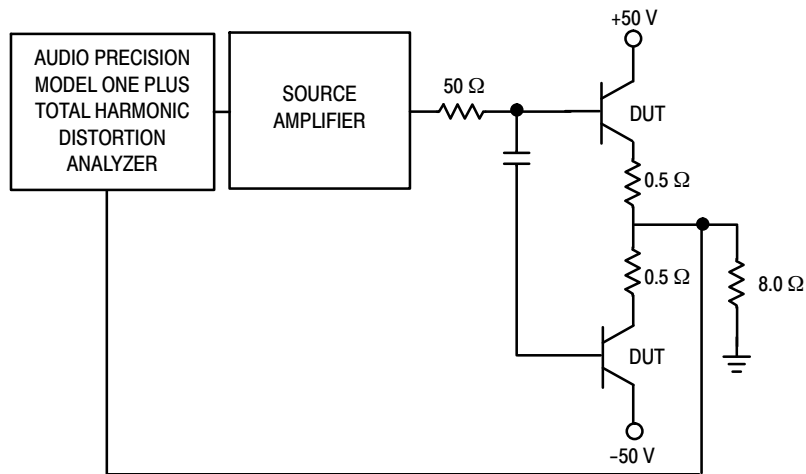 +50 V
AUDIO PRECISION
MODEL ONE PLUS
TOTAL HARMONIC
DISTORTION
ANALYZER
SOURCE
AMPLIFIER
50 Ω
DUT
0.5 Ω
0.5 Ω
8.0 Ω
DUT
-50 V